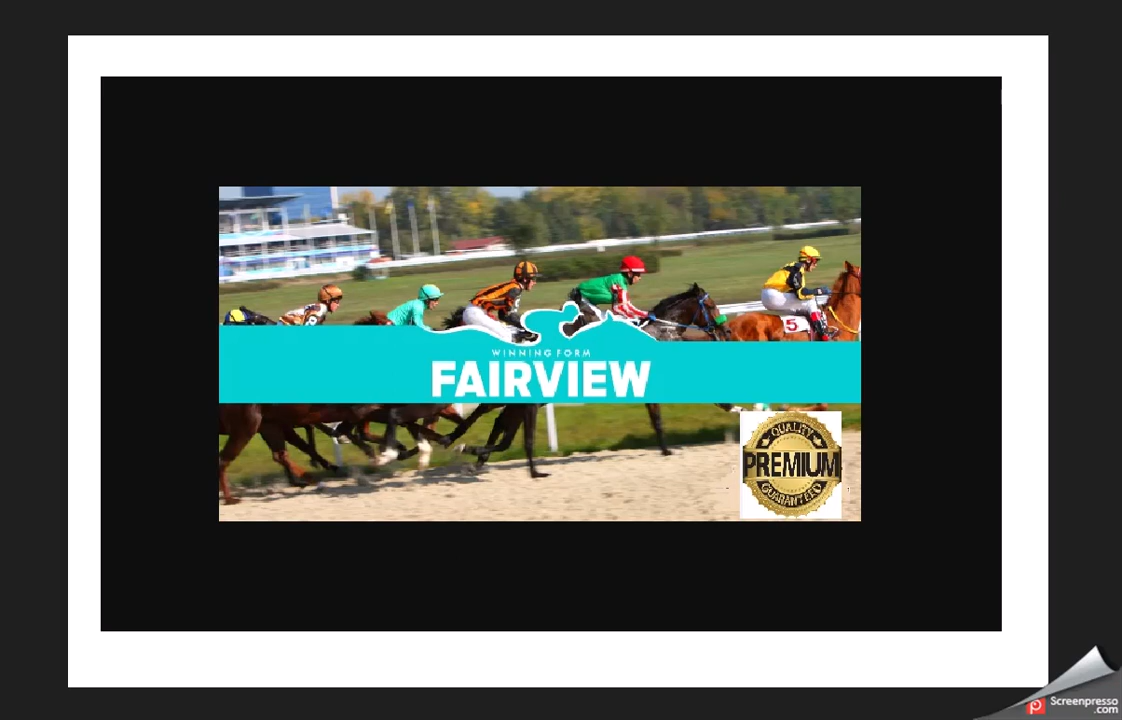 WINNING FORM
FAIRVIEW
5
QUALITY
PREMIUM
GUARANTEED
Screenpresso
.com